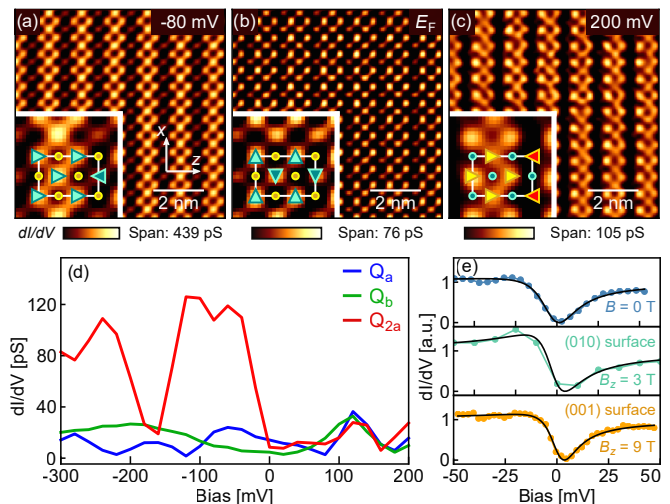 (a) -80 mV
(b) E_F
(c) 200 mV
x
z
2 nm
2 nm
2 nm
dI/dV Span: 439 pS
Span: 76 pS
Span: 105 pS
(d)
Q_a
Q_b
Q_2a
dI/dV [pS]
120
80
40
0
-300 -200 -100 0 100 200
Bias [mV]
(e)
dI/dV [a.u.]
1
0
B = 0 T
(010) surface
1
0
B_z = 3 T
(001) surface
1
0
B_z = 9 T
-50 -25 0 25 50
Bias [mV]